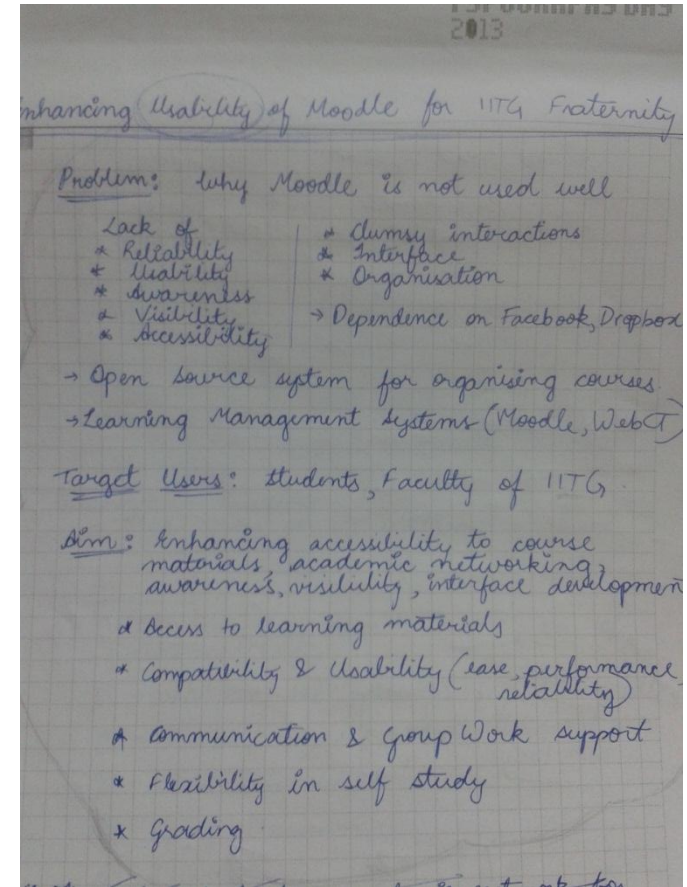 2013
Enhancing Usability of Moodle for IITG Fraternity
Problem: Why Moodle is not used well
Lack of
* Reliability
* Usability
* Awareness
* Visibility
* Accessibility
* Clumsy interactions
* Interface
* Organisation
→ Dependence on Facebook, Dropbox
→ Open source system for organising courses.
→ Learning Management Systems (Moodle, WebCT)
Target Users: Students, Faculty of IITG.
Aim: Enhancing accessibility to course
materials, academic networking,
awareness, visibility, interface development
* Access to learning materials
* Compatibility & Usability (ease, performance,
reliability)
* Communication & Group Work support
* Flexibility in self study
* Grading